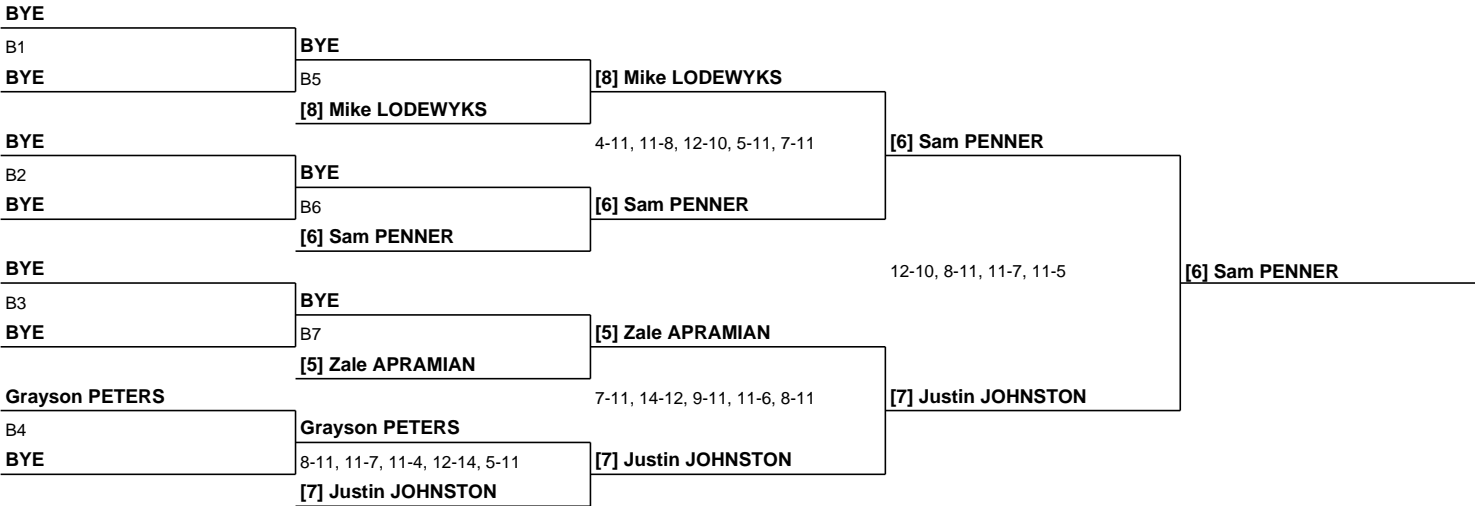 BYE
B1
BYE
BYE
B5
[8] Mike LODEWYKS
[8] Mike LODEWYKS
BYE
B2
BYE
BYE
B6
[6] Sam PENNER
[6] Sam PENNER
4-11, 11-8, 12-10, 5-11, 7-11
[6] Sam PENNER
BYE
B3
BYE
BYE
B7
[5] Zale APRAMIAN
[5] Zale APRAMIAN
Grayson PETERS
B4
BYE
Grayson PETERS
8-11, 11-7, 11-4, 12-14, 5-11
[7] Justin JOHNSTON
[7] Justin JOHNSTON
7-11, 14-12, 9-11, 11-6, 8-11
[7] Justin JOHNSTON
12-10, 8-11, 11-7, 11-5
[6] Sam PENNER